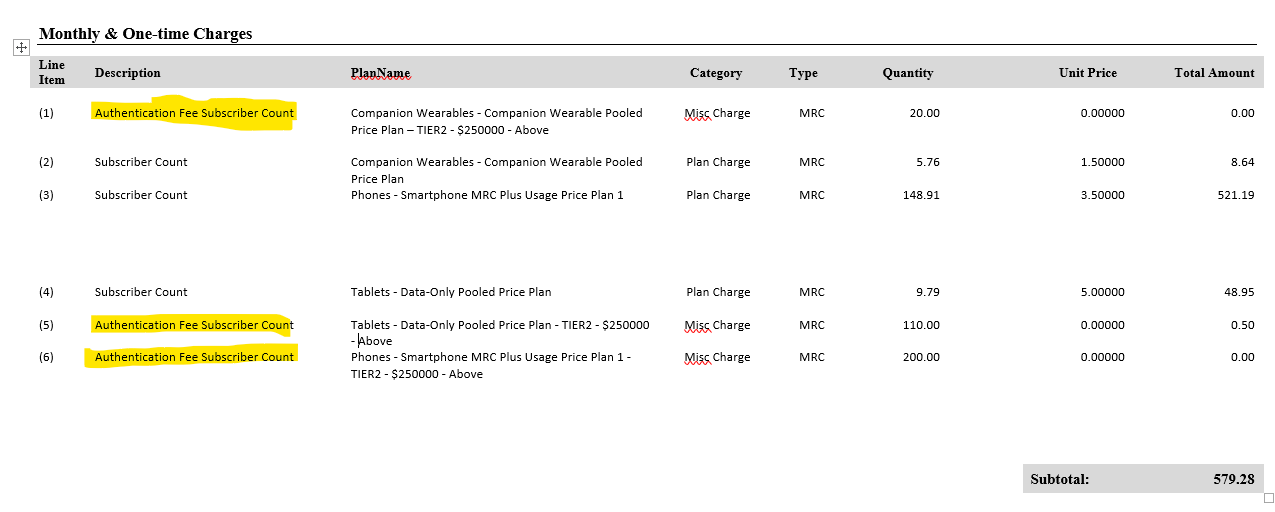 Monthly & One-time Charges
Line Item Description PlanName Category Type Quantity Unit Price Total Amount
(1) Authentication Fee Subscriber Count Companion Wearables - Companion Wearable Pooled Misc Charge MRC 20.00 0.00000 0.00
Price Plan – TIER2 - $250000 - Above
(2) Subscriber Count Companion Wearables - Companion Wearable Pooled Plan Charge MRC 5.76 1.50000 8.64
Price Plan
(3) Subscriber Count Phones - Smartphone MRC Plus Usage Price Plan 1 Plan Charge MRC 148.91 3.50000 521.19
(4) Subscriber Count Tablets - Data-Only Pooled Price Plan Plan Charge MRC 9.79 5.00000 48.95
(5) Authentication Fee Subscriber Count Tablets - Data-Only Pooled Price Plan - TIER2 - $250000 Misc Charge MRC 110.00 0.00000 0.50
- Above
(6) Authentication Fee Subscriber Count Phones - Smartphone MRC Plus Usage Price Plan 1 - Misc Charge MRC 200.00 0.00000 0.00
TIER2 - $250000 - Above
Subtotal: 579.28